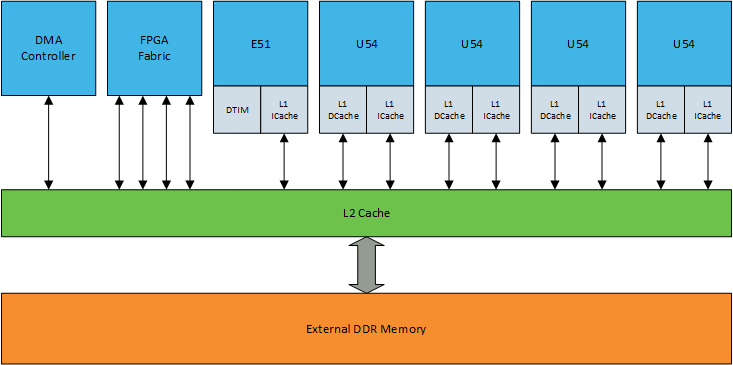 DMA
Controller
FPGA
Fabric
E51
U54
U54
U54
U54
DTIM
L1
ICache
L1
DCache
L1
ICache
L1
DCache
L1
ICache
L1
DCache
L1
ICache
L1
DCache
L1
ICache
L2 Cache
External DDR Memory